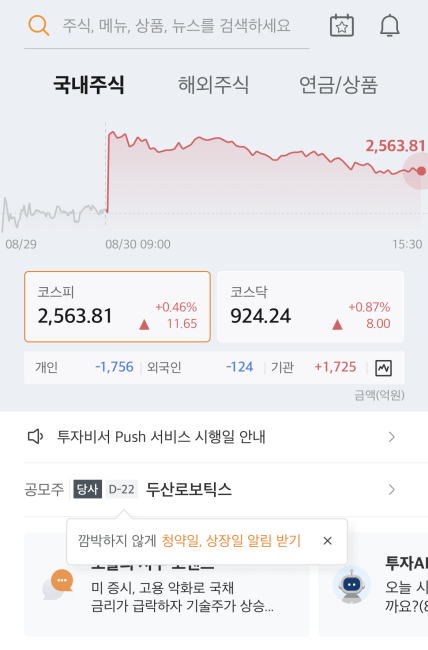 주식, 메뉴, 상품, 뉴스를 검색하세요
국내주식 해외주식 연금/상품
2,563.81
08/29 08/30 09:00 15:30
코스피
2,563.81
+0.46%
11.65
코스닥
924.24
+0.87%
8.00
개인 -1,756 외국인 -124 기관 +1,725
금액(억원)
투자비서 Push 서비스 시행일 안내
공모주 당사 D-22 두산로보틱스
깜박하지 않게 청약일, 상장일 알림 받기 ×
미 증시, 고용 악화로 국채
금리가 급락하자 기술주가 상승...
투자AI
오늘 시
까요?(8